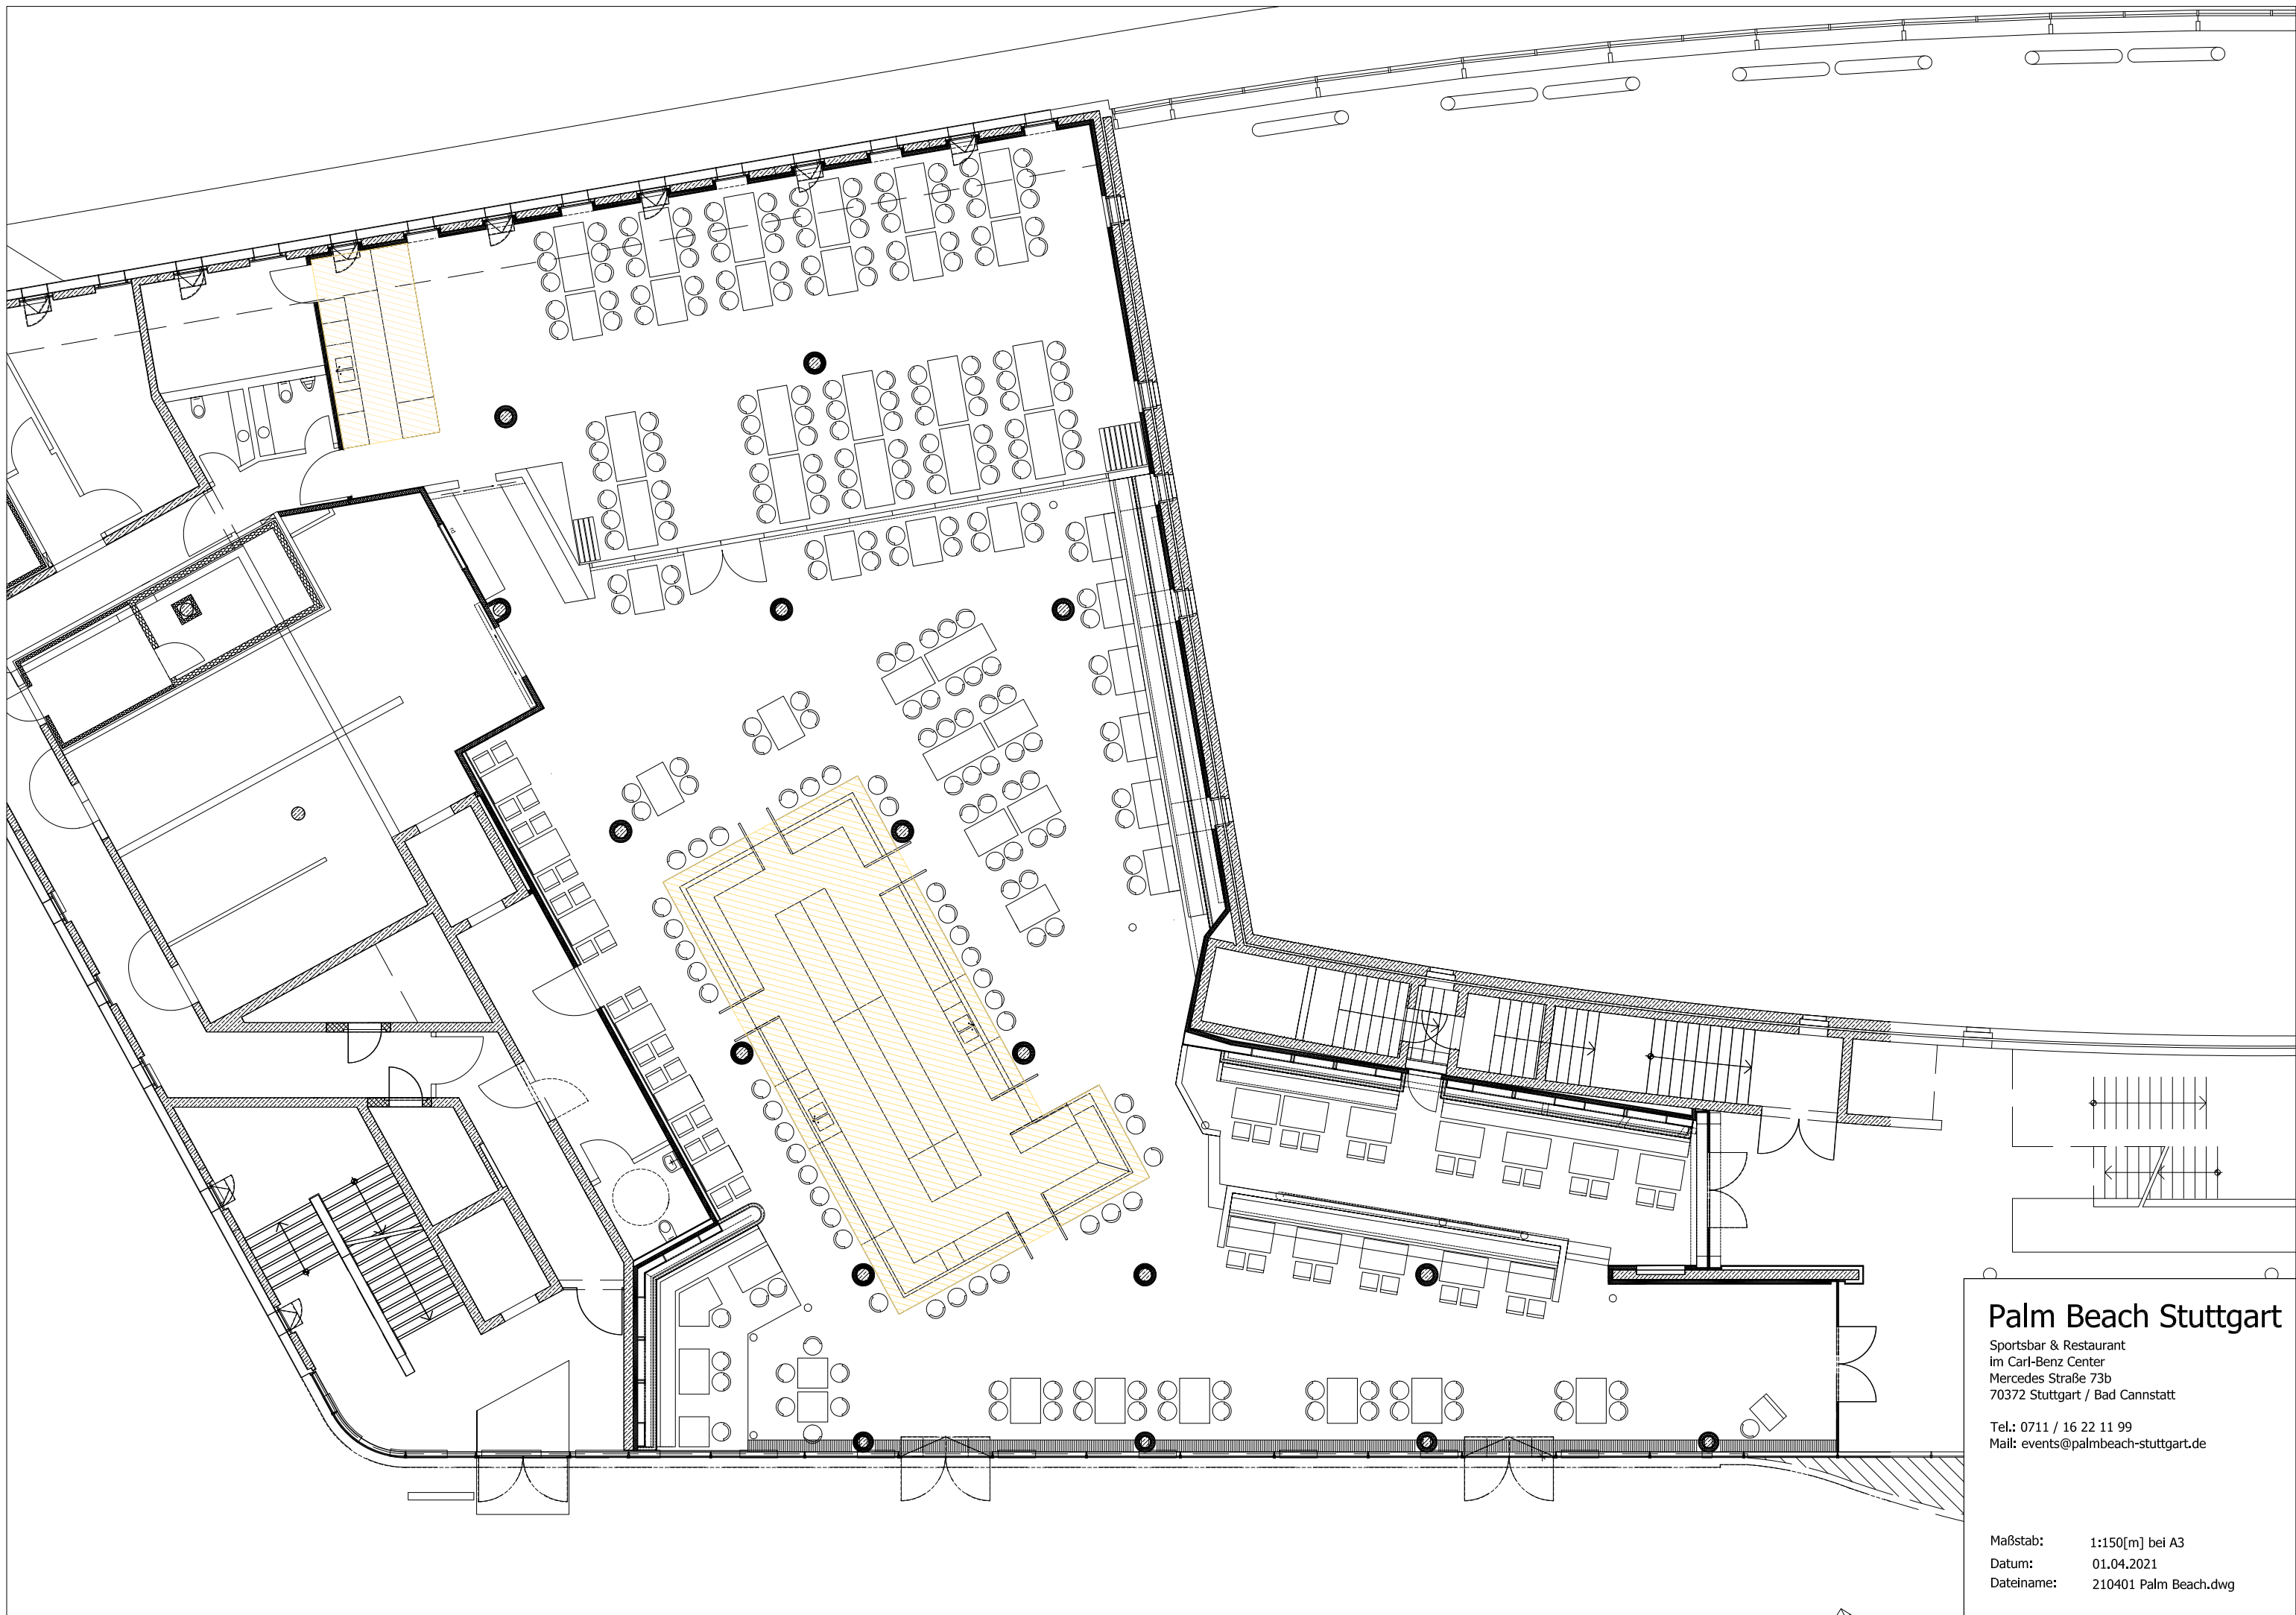 Palm Beach Stuttgart
Sportsbar & Restaurant
im Carl-Benz Center
Mercedes Straße 73b
70372 Stuttgart / Bad Cannstatt
Tel.: 0711 / 16 22 11 99
Mail: events@palmbeach-stuttgart.de
Maßstab: 1:150[m] bei A3
Datum: 01.04.2021
Dateiname: 210401 Palm Beach.dwg